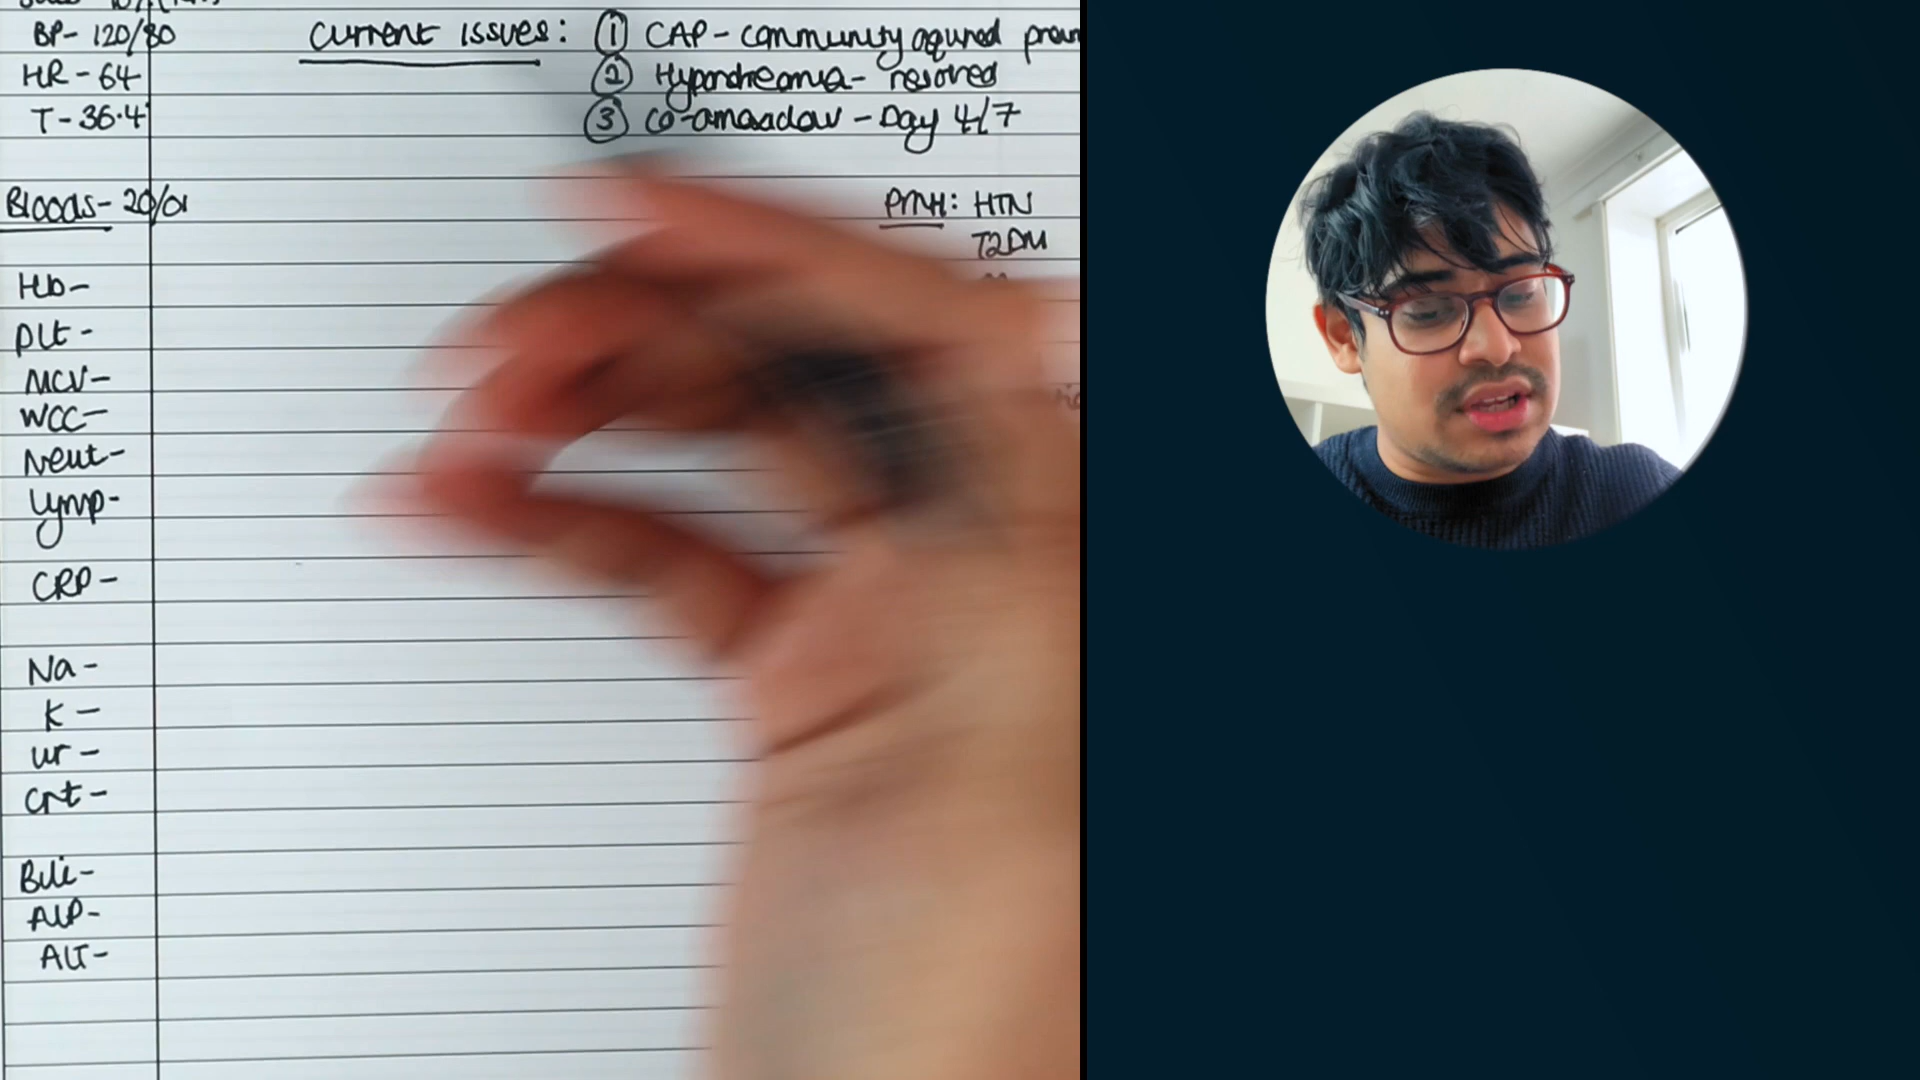 BP- 120/80
HR - 64
T - 36.4
Current issues:
① CAP - community aquired
② Hyponatreamia - resolved
③ co-amoxiclav - Day 4/7
Bloods - 20/01
PMH: HTN
T2DM
Hb -
Plt -
MCV -
WCC -
Neut -
Lymp -
CRP -
Na -
K -
Ur -
Crt -
Bili -
ALP -
ALT -